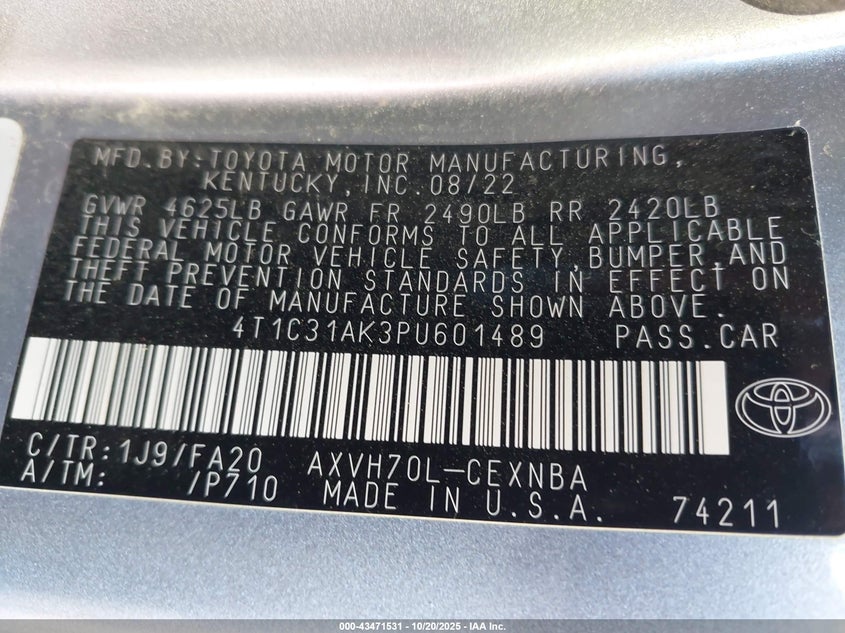 MFD.BY:TOYOTA MOTOR MANUFACTURING,
KENTUCKY,INC.08/22
GVWR 4625LB GAWR FR 2490LB RR 2420LB
THIS VEHICLE CONFORMS TO ALL APPLICABLE
FEDERAL MOTOR VEHICLE SAFETY,BUMPER,AND
THEFT PREVENTION STANDARDS IN EFFECT ON
THE DATE OF MANUFACTURE SHOWN ABOVE.
4T1C31AK3PU601489 PASS.CAR
C/TR:1J9/FA20 AXVH70L-CEXNBA
A/TM: /P710 MADE IN U.S.A. 74211
000-43471531 - 10/20/2025 - IAA Inc.